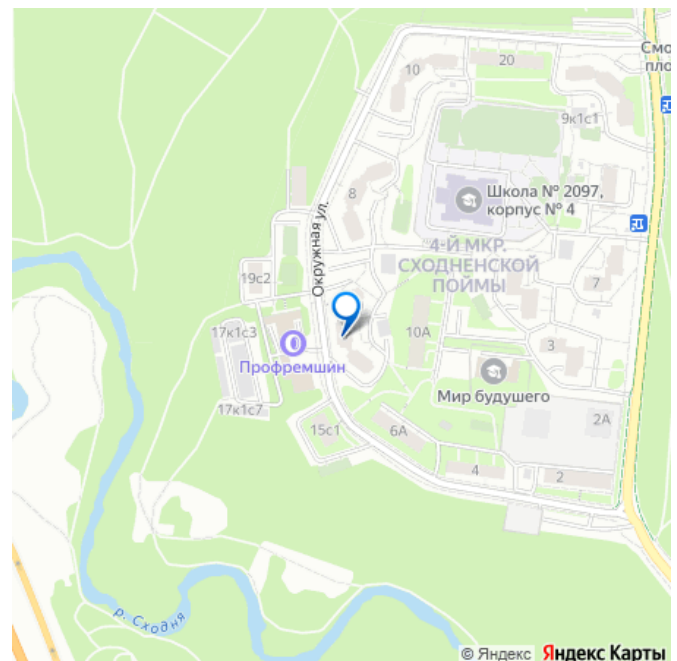 Смо
пло
20
10
9к1с1
Школа № 2097,
корпус № 4
8
Окружная ул.
4-Й МКР.
СХОДНЕНСКОЙ
ПОЙМЫ
19с2
7
17к1с3
10А
3
Профремшин
Мир будущего
17к1с7
2А
15с1
6А
4
2
р. Сходня
© Яндекс Яндекс Карты